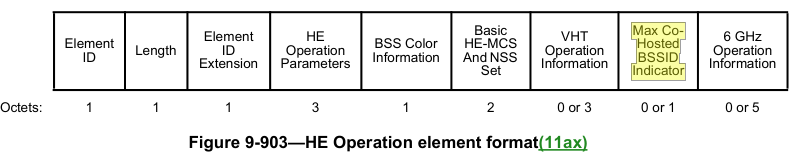 Element ID
Length
Element ID Extension
HE Operation Parameters
BSS Color Information
Basic HE-MCS And NSS Set
VHT Operation Information
Max Co-Hosted BSSID Indicator
6 GHz Operation Information
Octets: 1 1 1 3 1 2 0 or 3 0 or 1 0 or 5
Figure 9-903—HE Operation element format(11ax)